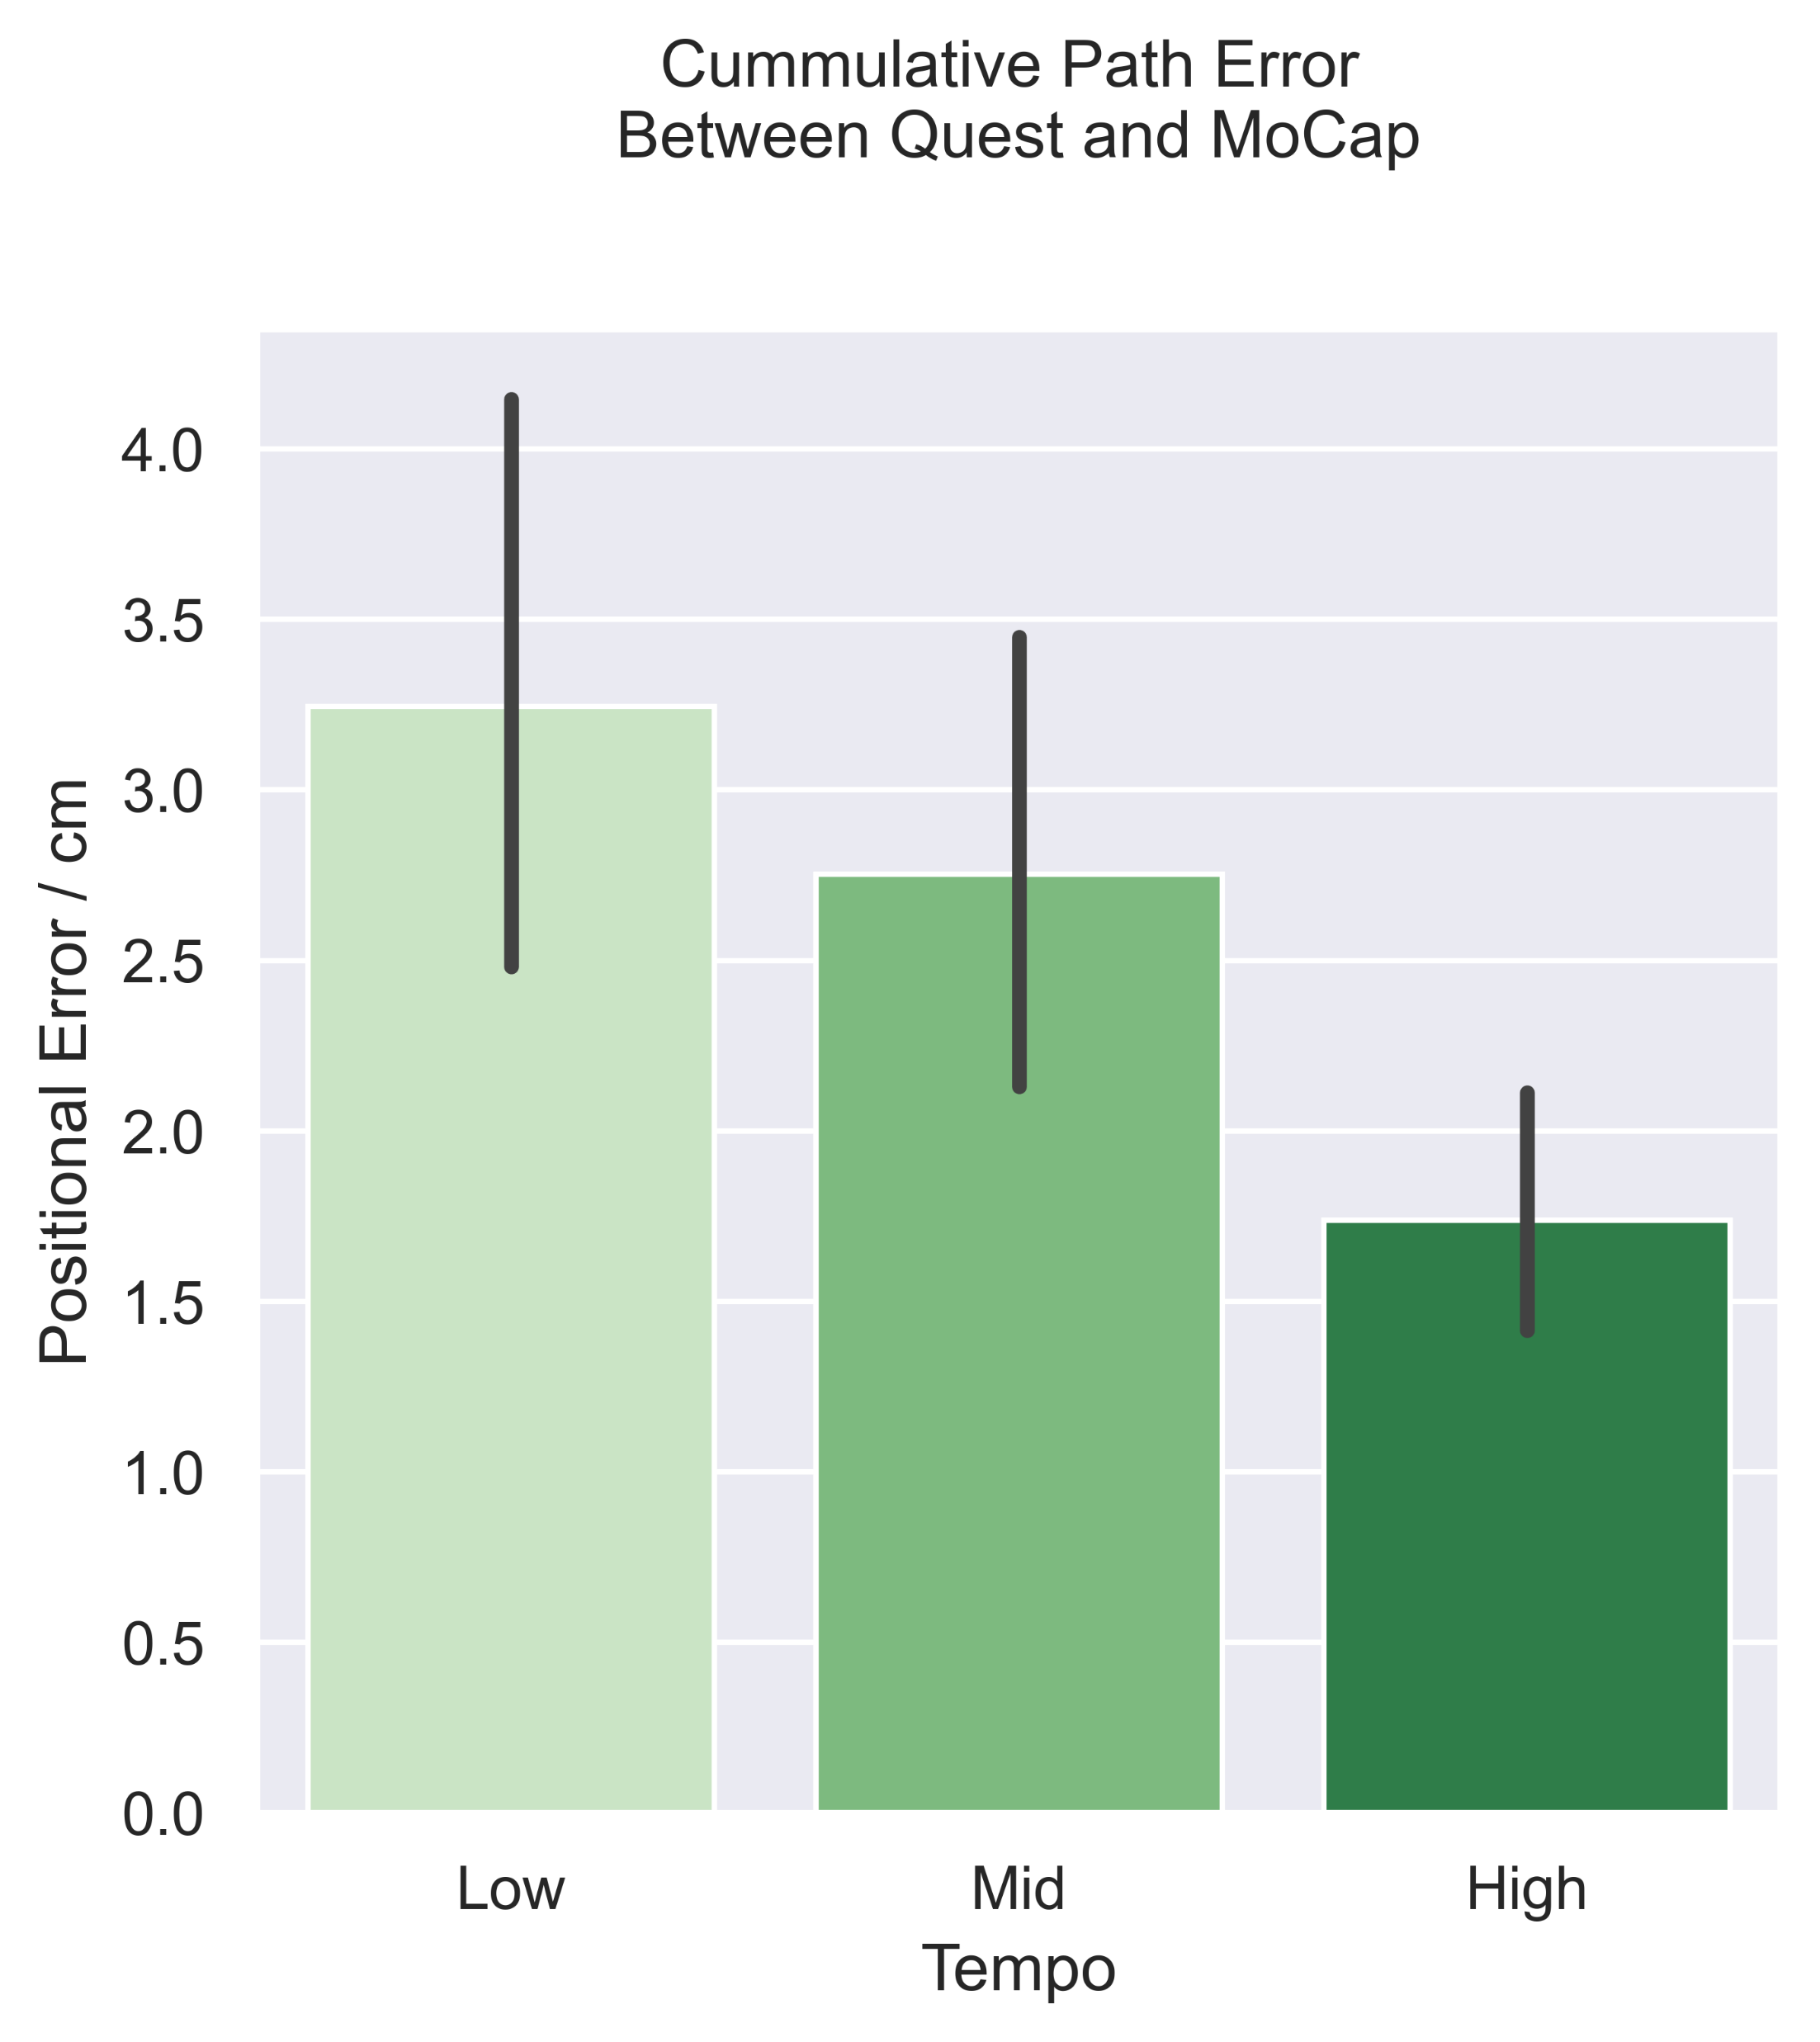 Cummulative Path Error
Between Quest and MoCap
Positional Error / cm
4.0
3.5
3.0
2.5
2.0
1.5
1.0
0.5
0.0
Low Mid High
Tempo